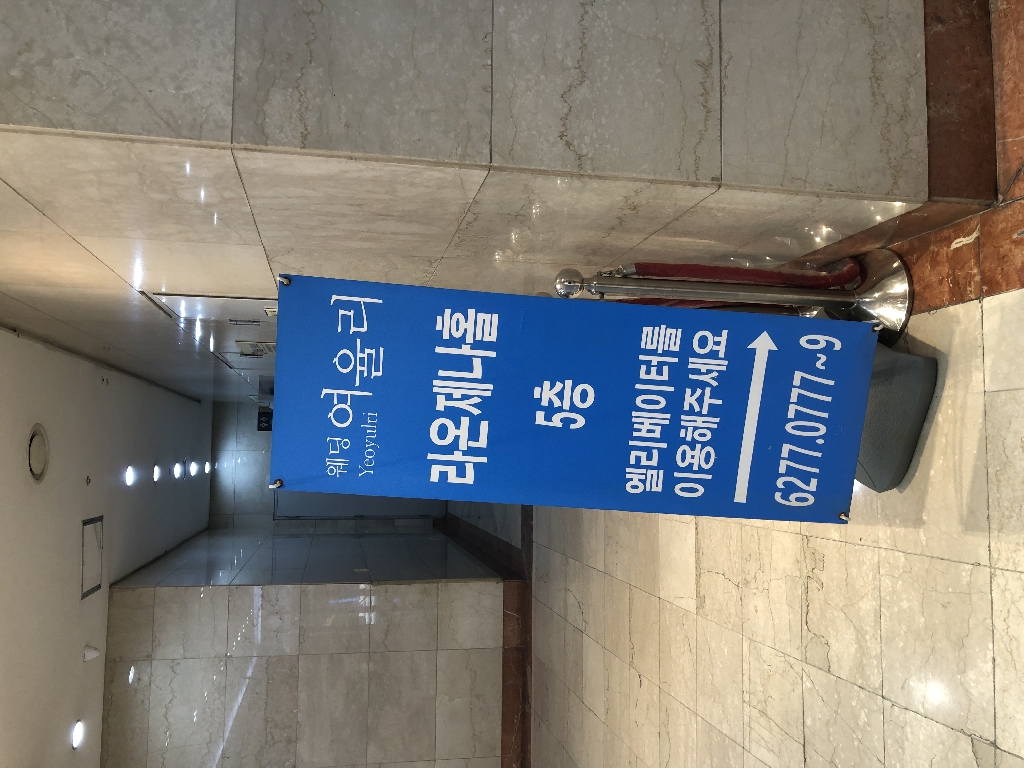 웨딩 여울리
Yeoyulri
라온제나홀
5층
엘리베이터를
이용해주세요
6277.0777~9